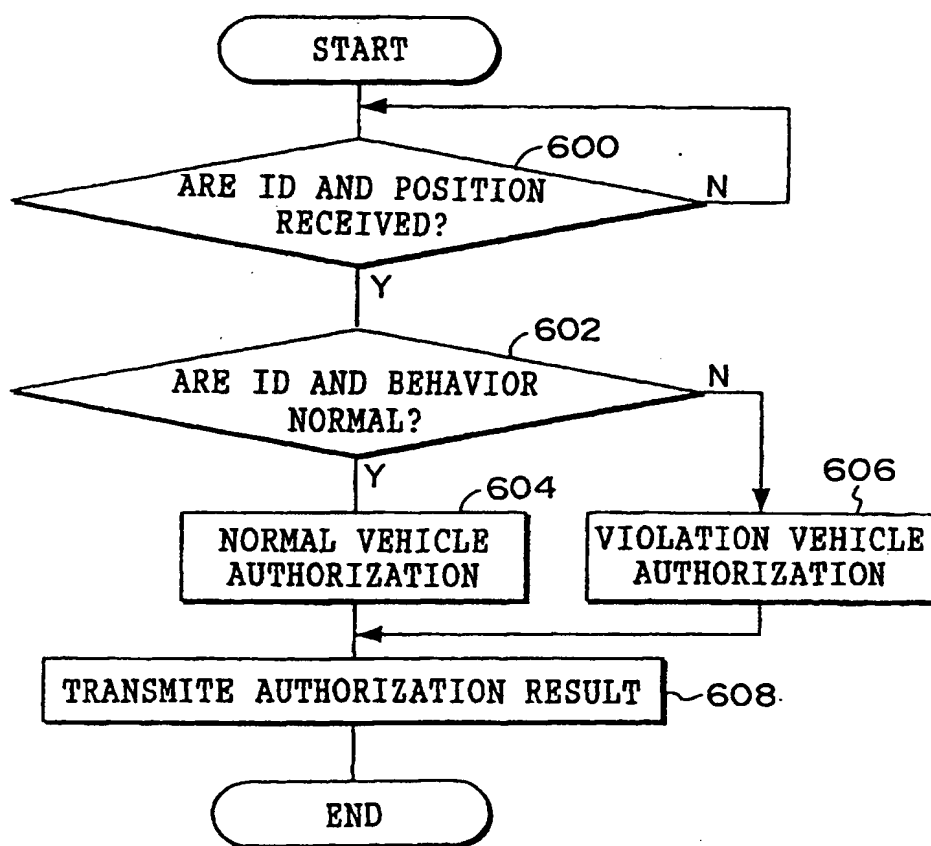 START
600
ARE ID AND POSITION
RECEIVED?
N
Y
602
ARE ID AND BEHAVIOR
NORMAL?
N
Y
604
NORMAL VEHICLE
AUTHORIZATION
606
VIOLATION VEHICLE
AUTHORIZATION
TRANSMITE AUTHORIZATION RESULT
608
END